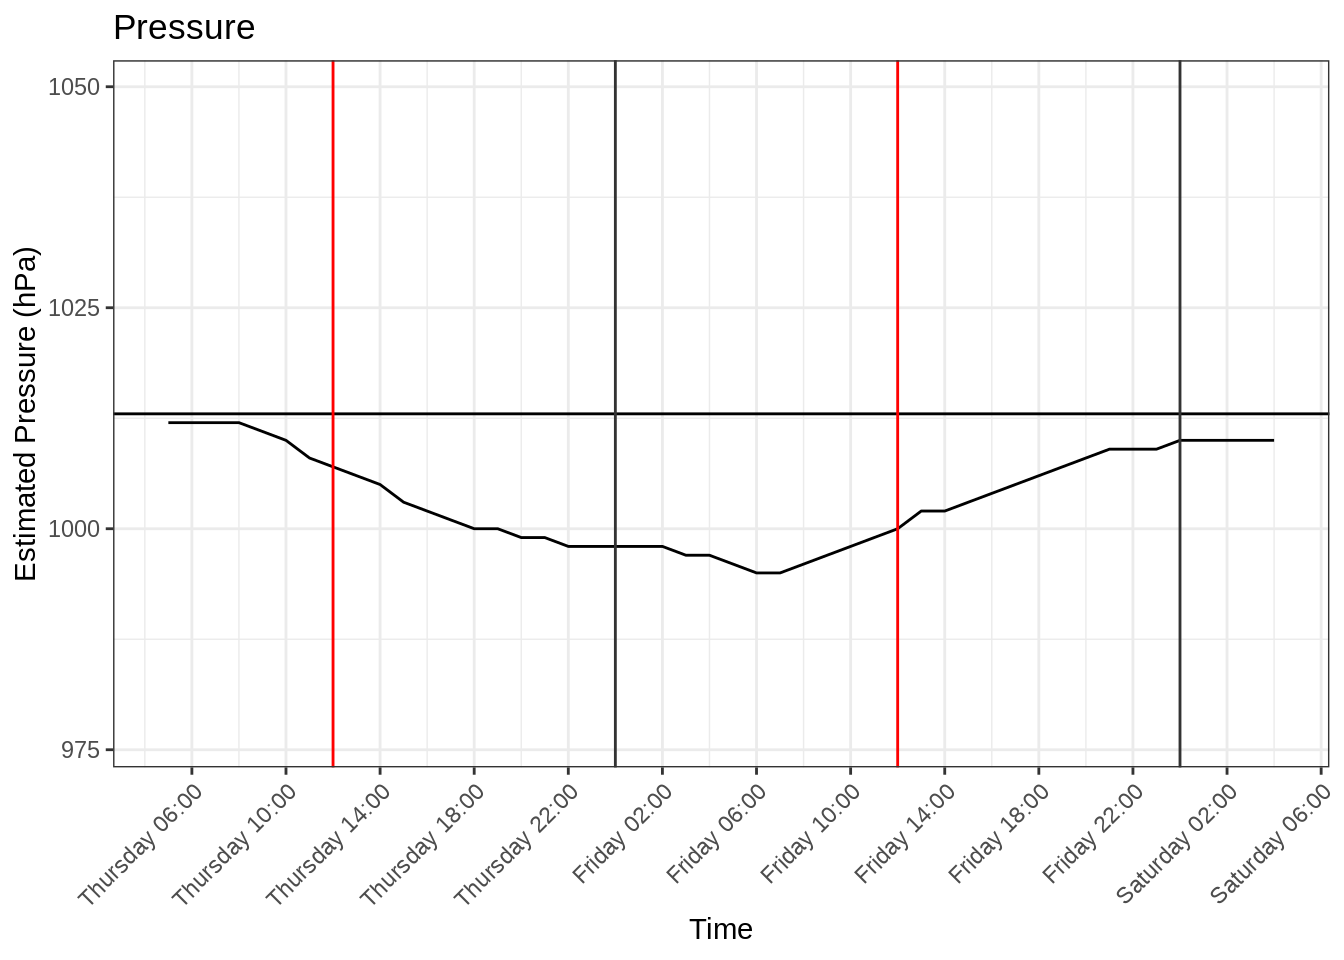 Pressure
Estimated Pressure (hPa)
1050
1025
1000
975
Thursday 06:00
Thursday 10:00
Thursday 14:00
Thursday 18:00
Thursday 22:00
Friday 02:00
Friday 06:00
Friday 10:00
Friday 14:00
Friday 18:00
Friday 22:00
Saturday 02:00
Saturday 06:00
Time